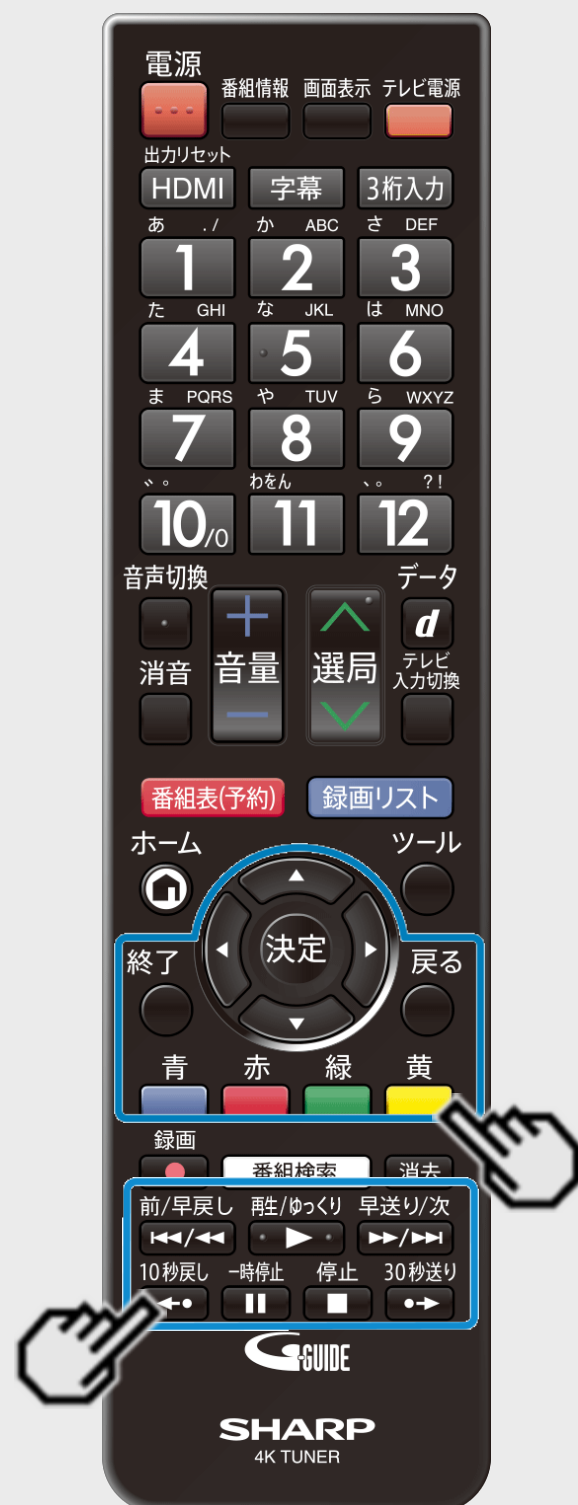 電源
番組情報 画面表示 テレビ電源
出力リセット
HDMI 字幕 3桁入力
あ ./ か ABC さ DEF
1 2 3
た GHI な JKL は MNO
4 5 6
ま PQRS や TUV ら WXYZ
7 8 9
゛゜ わをん 、。 ?!
10/0 11 12
音声切換 データ
+ d
消音 音量 選局 テレビ
入力切換
−
番組表(予約) 録画リスト
ホーム ツール
決定
終了 戻る
青 赤 緑 黄
録画
番組検索 消去
前/早戻し 再生/ゆっくり 早送り/次
10秒戻し 一時停止 停止 30秒送り
G-GUIDE
SHARP
4K TUNER